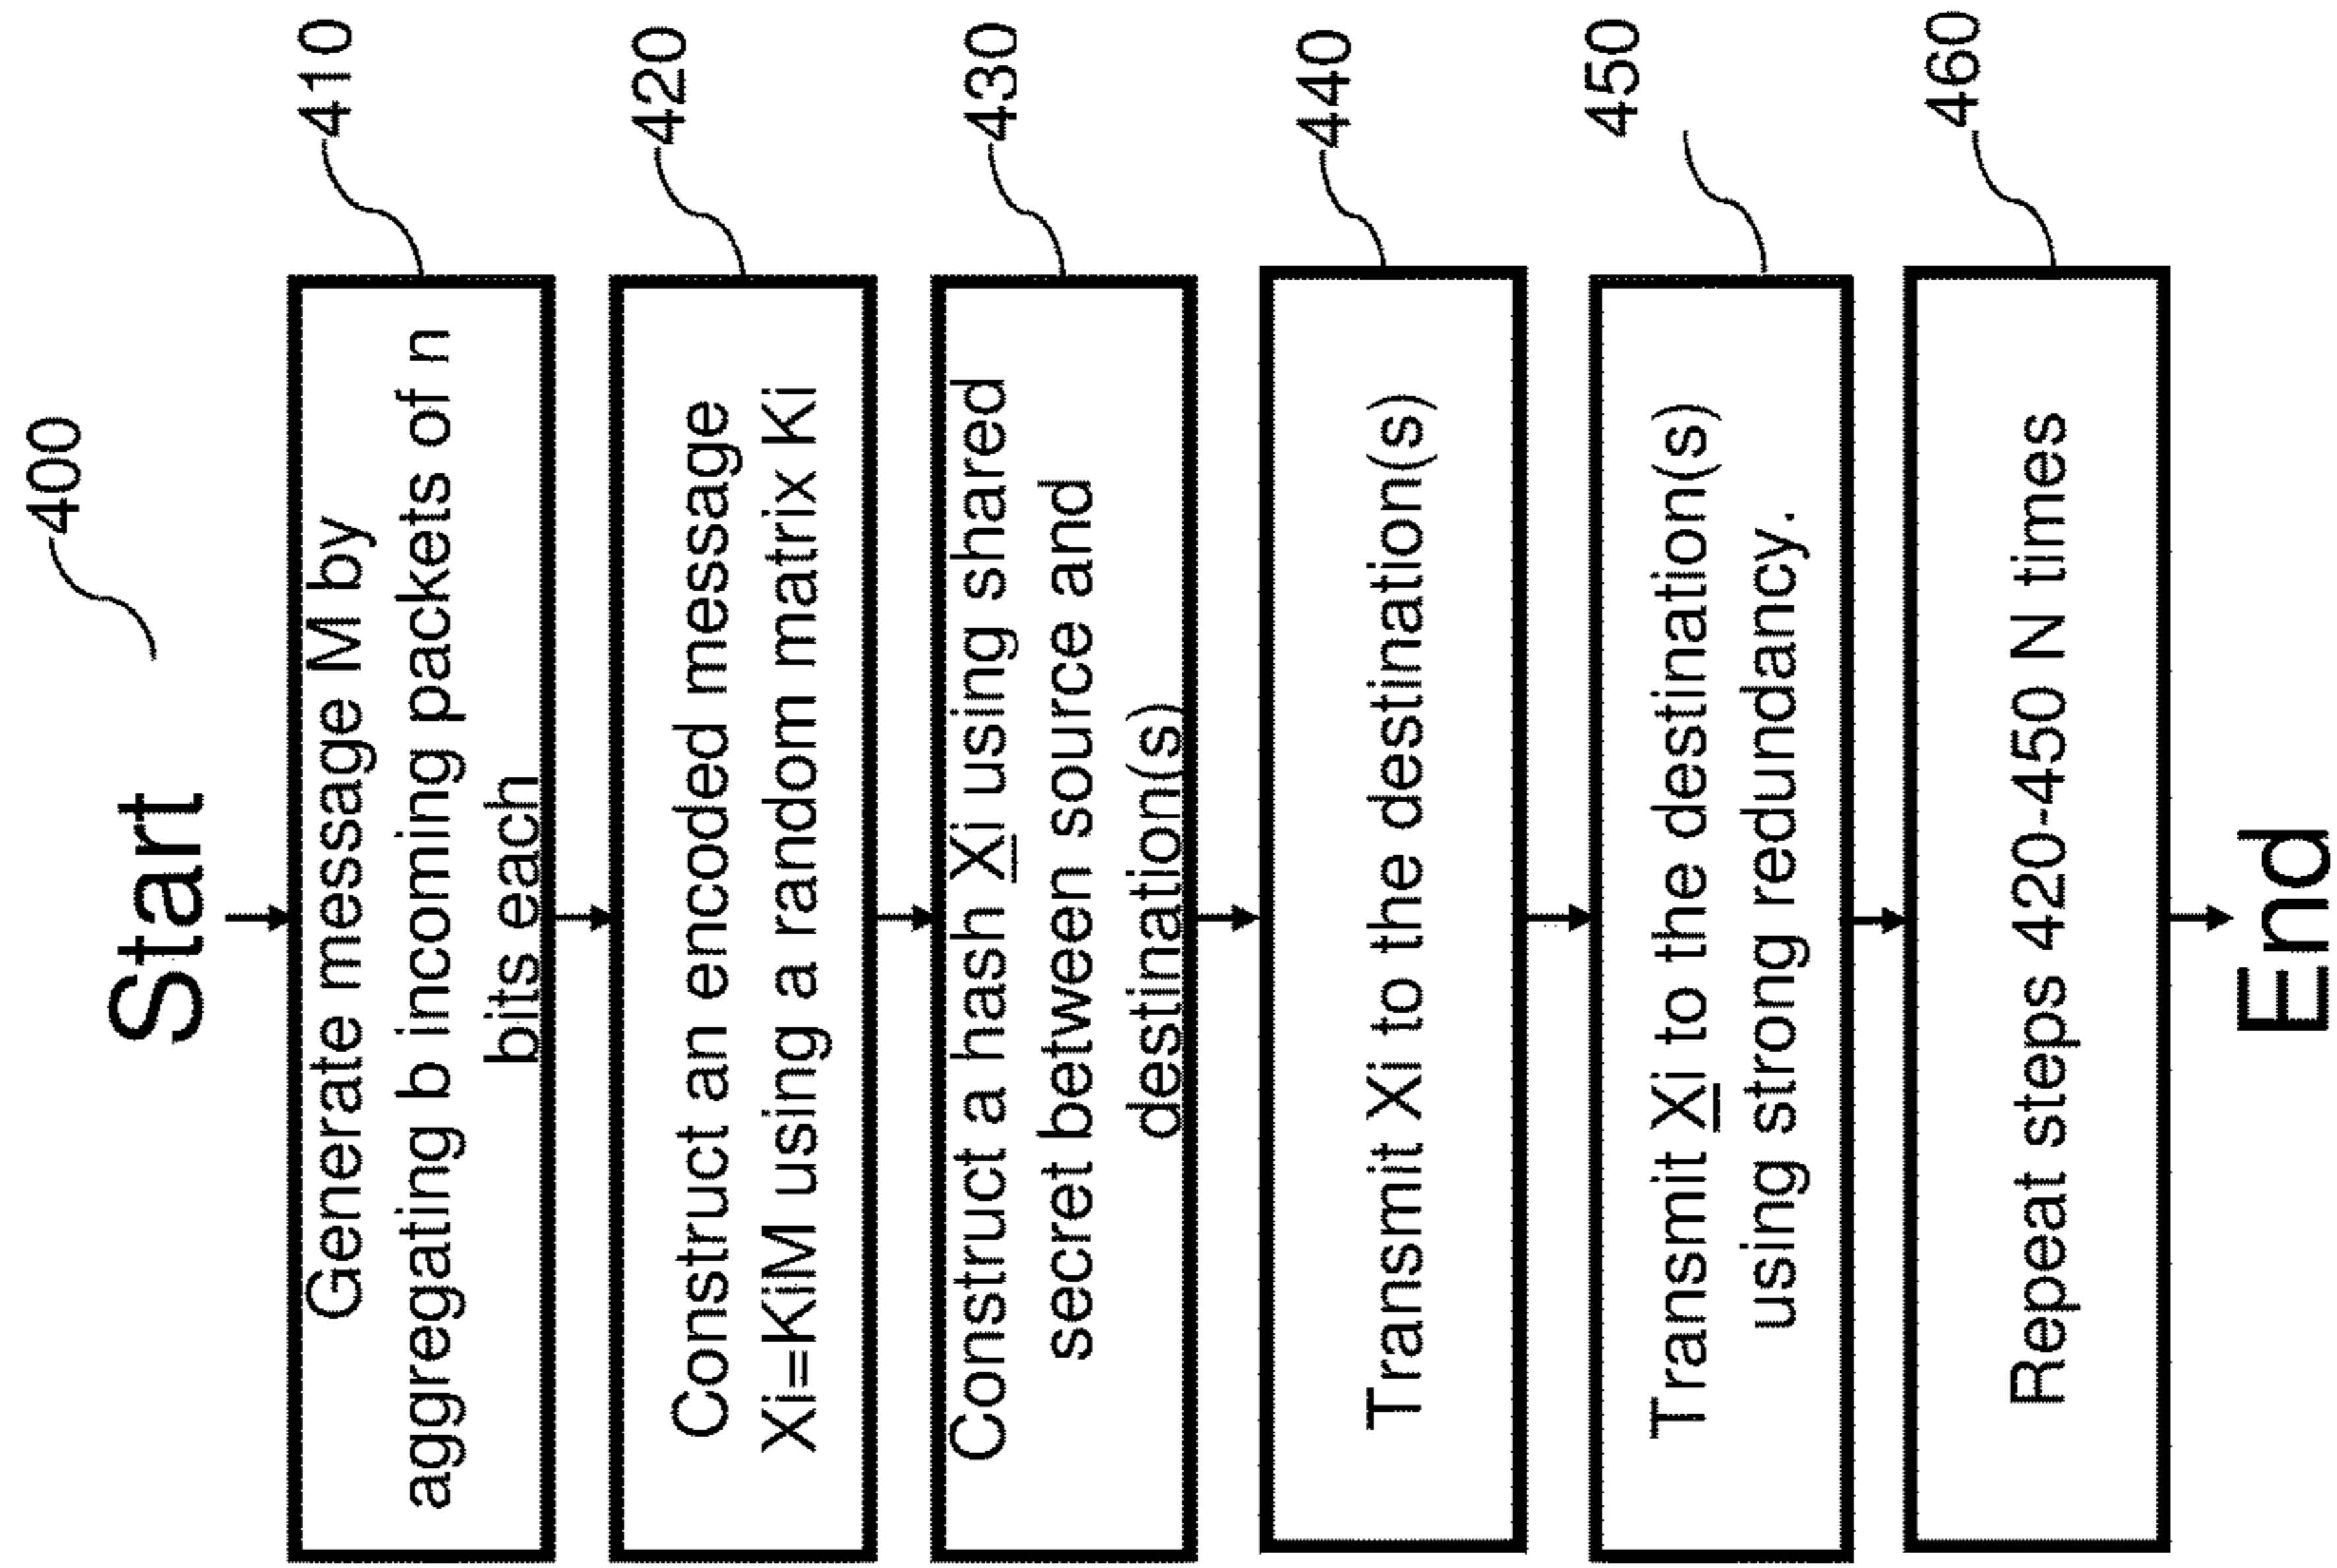 400
Start
410
Generate message M by
aggregating b incoming packets of n
bits each
420
Construct an encoded message
Xi=KiM using a random matrix Ki
430
Construct a hash Xi using shared
secret between source and
destination(s)
440
Transmit Xi to the destination(s)
450
Transmit Xi to the destination(s)
using strong redundancy.
460
Repeat steps 420-450 N times
End